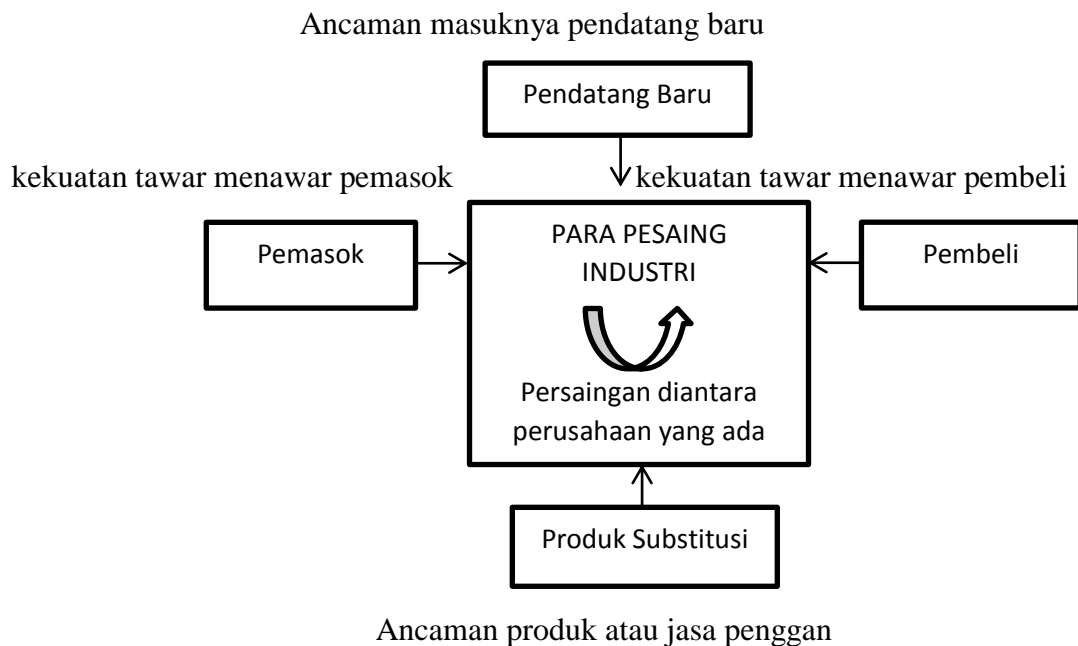 Ancaman masuknya pendatang baru
Pendatang Baru
kekuatan tawar menawar pemasok
kekuatan tawar menawar pembeli
Pemasok
PARA PESAING
INDUSTRI
Pembeli
Persaingan diantara
perusahaan yang ada
Produk Substitusi
Ancaman produk atau jasa penggan